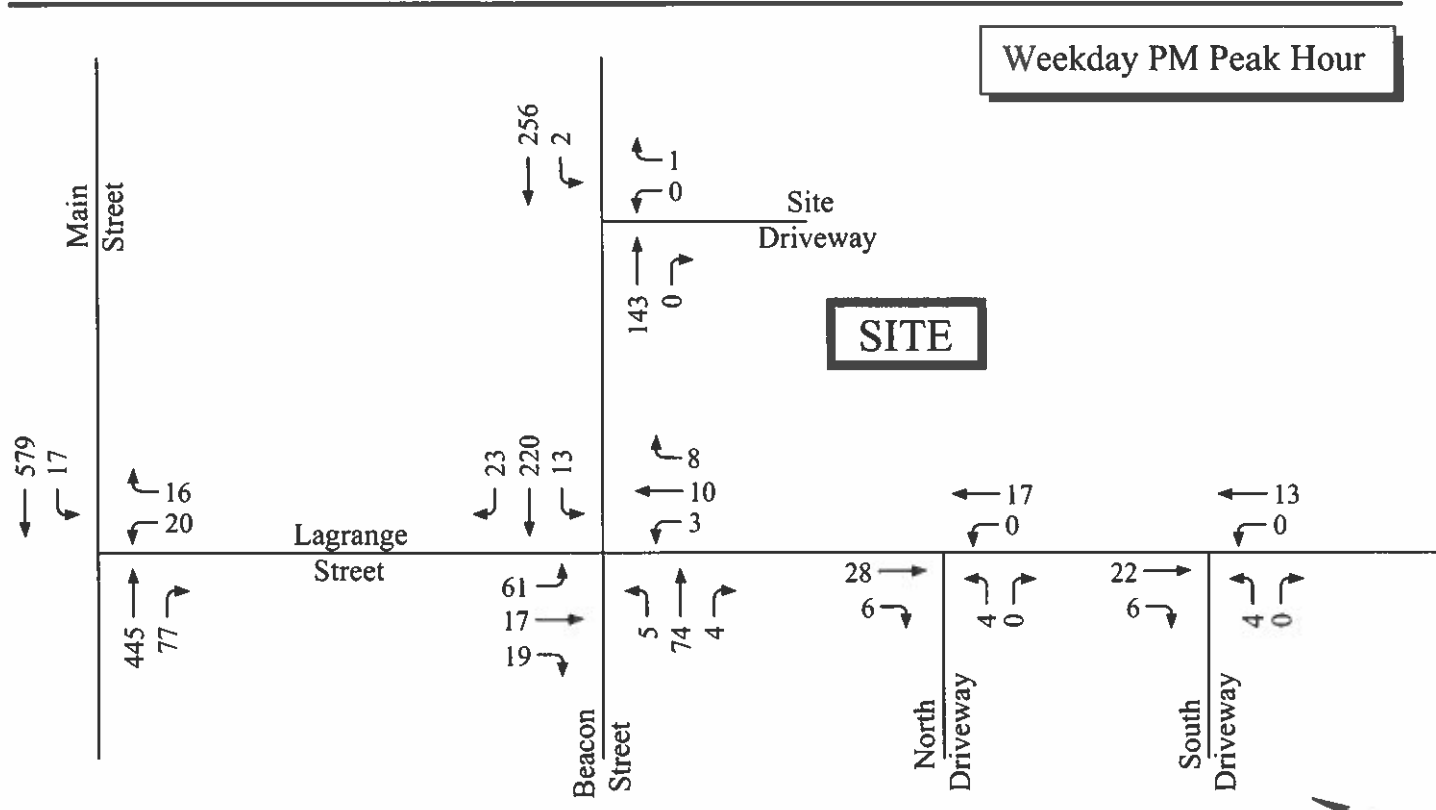 Weekday PM Peak Hour
256
2
1
0
Main
Street
Site
Driveway
143
0
SITE
579
17
16
20
23
220
13
8
10
3
17
0
13
0
Lagrange
Street
445
77
61
17
19
5
74
4
28
6
4
0
22
6
4
0
Beacon
Street
North
Driveway
South
Driveway